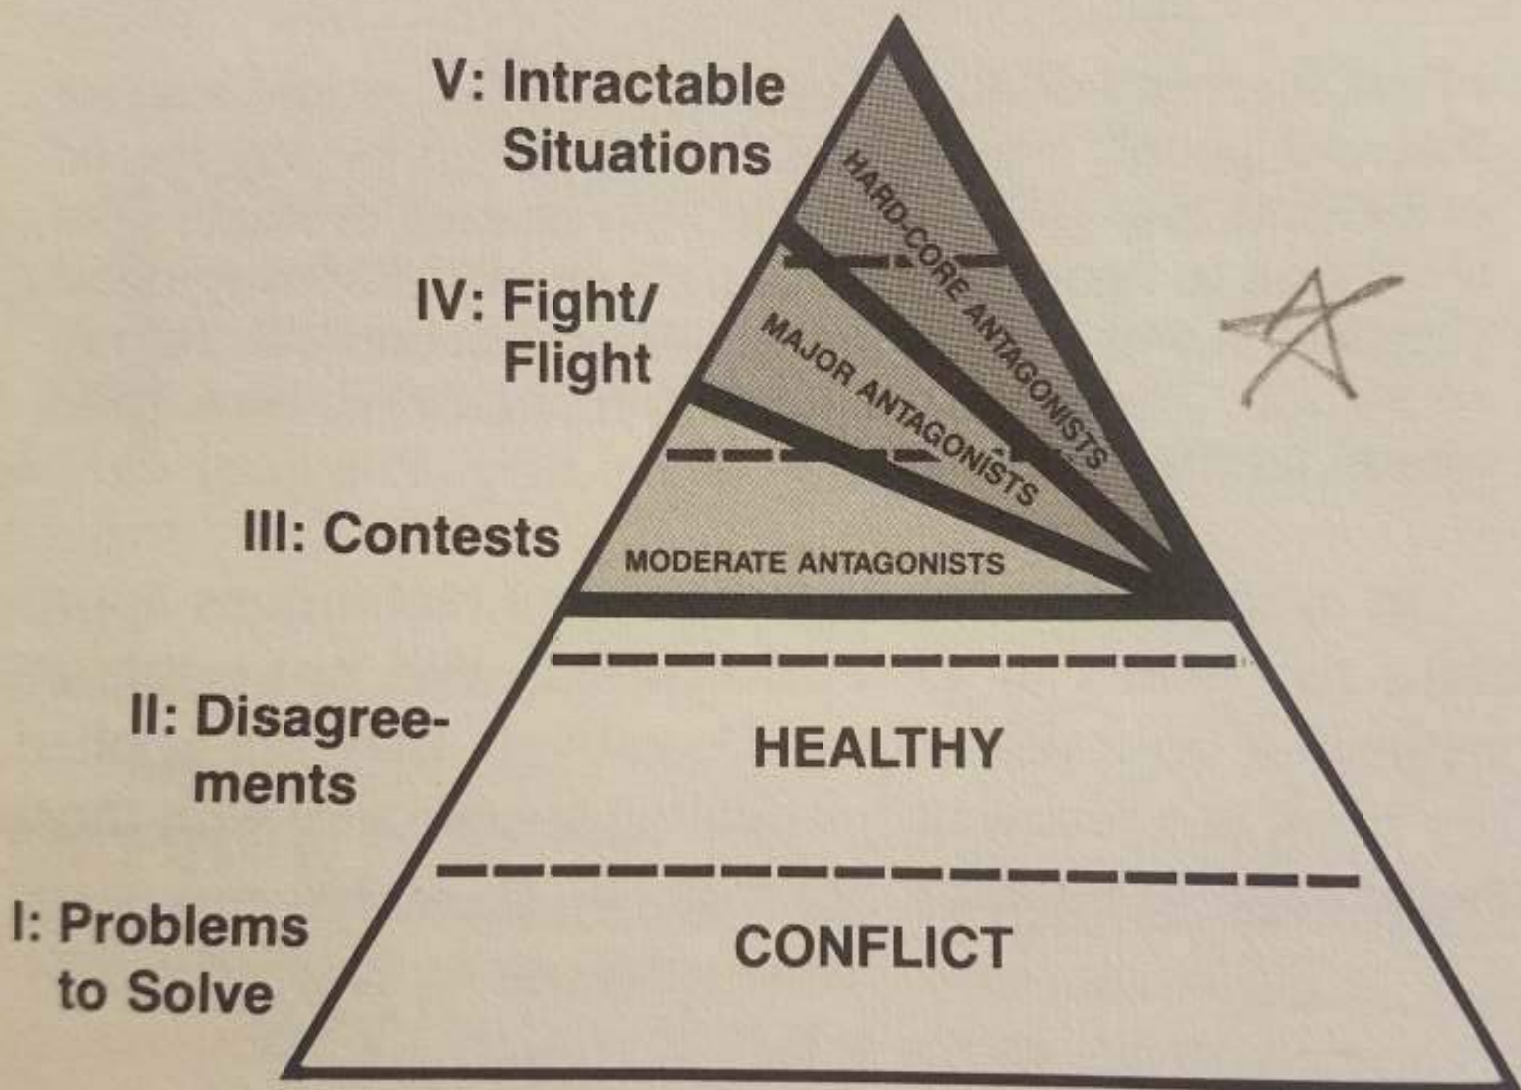 V: Intractable
Situations
HARD-CORE ANTAGONISTS
IV: Fight/
Flight
MAJOR ANTAGONISTS
III: Contests
MODERATE ANTAGONISTS
II: Disagree-
ments
HEALTHY
I: Problems
to Solve
CONFLICT